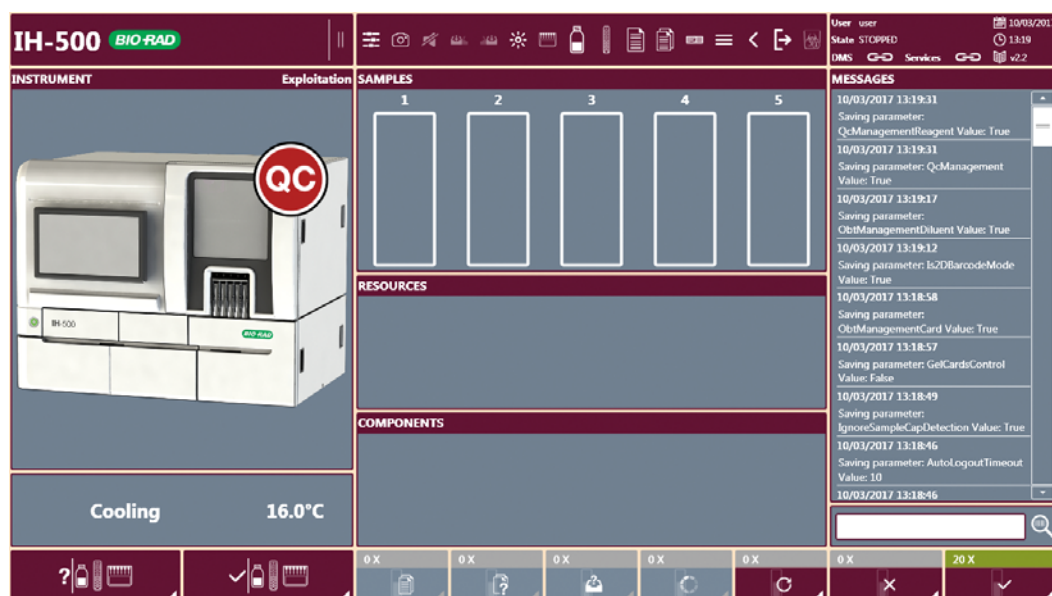 IH-500 BIO-RAD
User user
State STOPPED
DMS Services
10/03/201
13:19
v2.2
INSTRUMENT Exploitation
QC
IH-500
BIO-RAD
Cooling 16.0°C
SAMPLES
1 2 3 4 5
RESOURCES
COMPONENTS
MESSAGES
10/03/2017 13:19:31
Saving parameter:
QcManagementReagent Value: True
10/03/2017 13:19:31
Saving parameter: QcManagement
Value: True
10/03/2017 13:19:17
Saving parameter:
ObtManagementDiluent Value: True
10/03/2017 13:19:12
Saving parameter: Is2DBarcodeMode
Value: True
10/03/2017 13:18:58
Saving parameter:
ObtManagementCard Value: True
10/03/2017 13:18:57
Saving parameter: GelCardsControl
Value: False
10/03/2017 13:18:49
Saving parameter:
IgnoreSampleCapDetection Value: True
10/03/2017 13:18:46
Saving parameter: AutoLogoutTimeout
Value: 10
10/03/2017 13:18:46
?
0 X 0 X 0 X 0 X 0 X 0 X 20 X